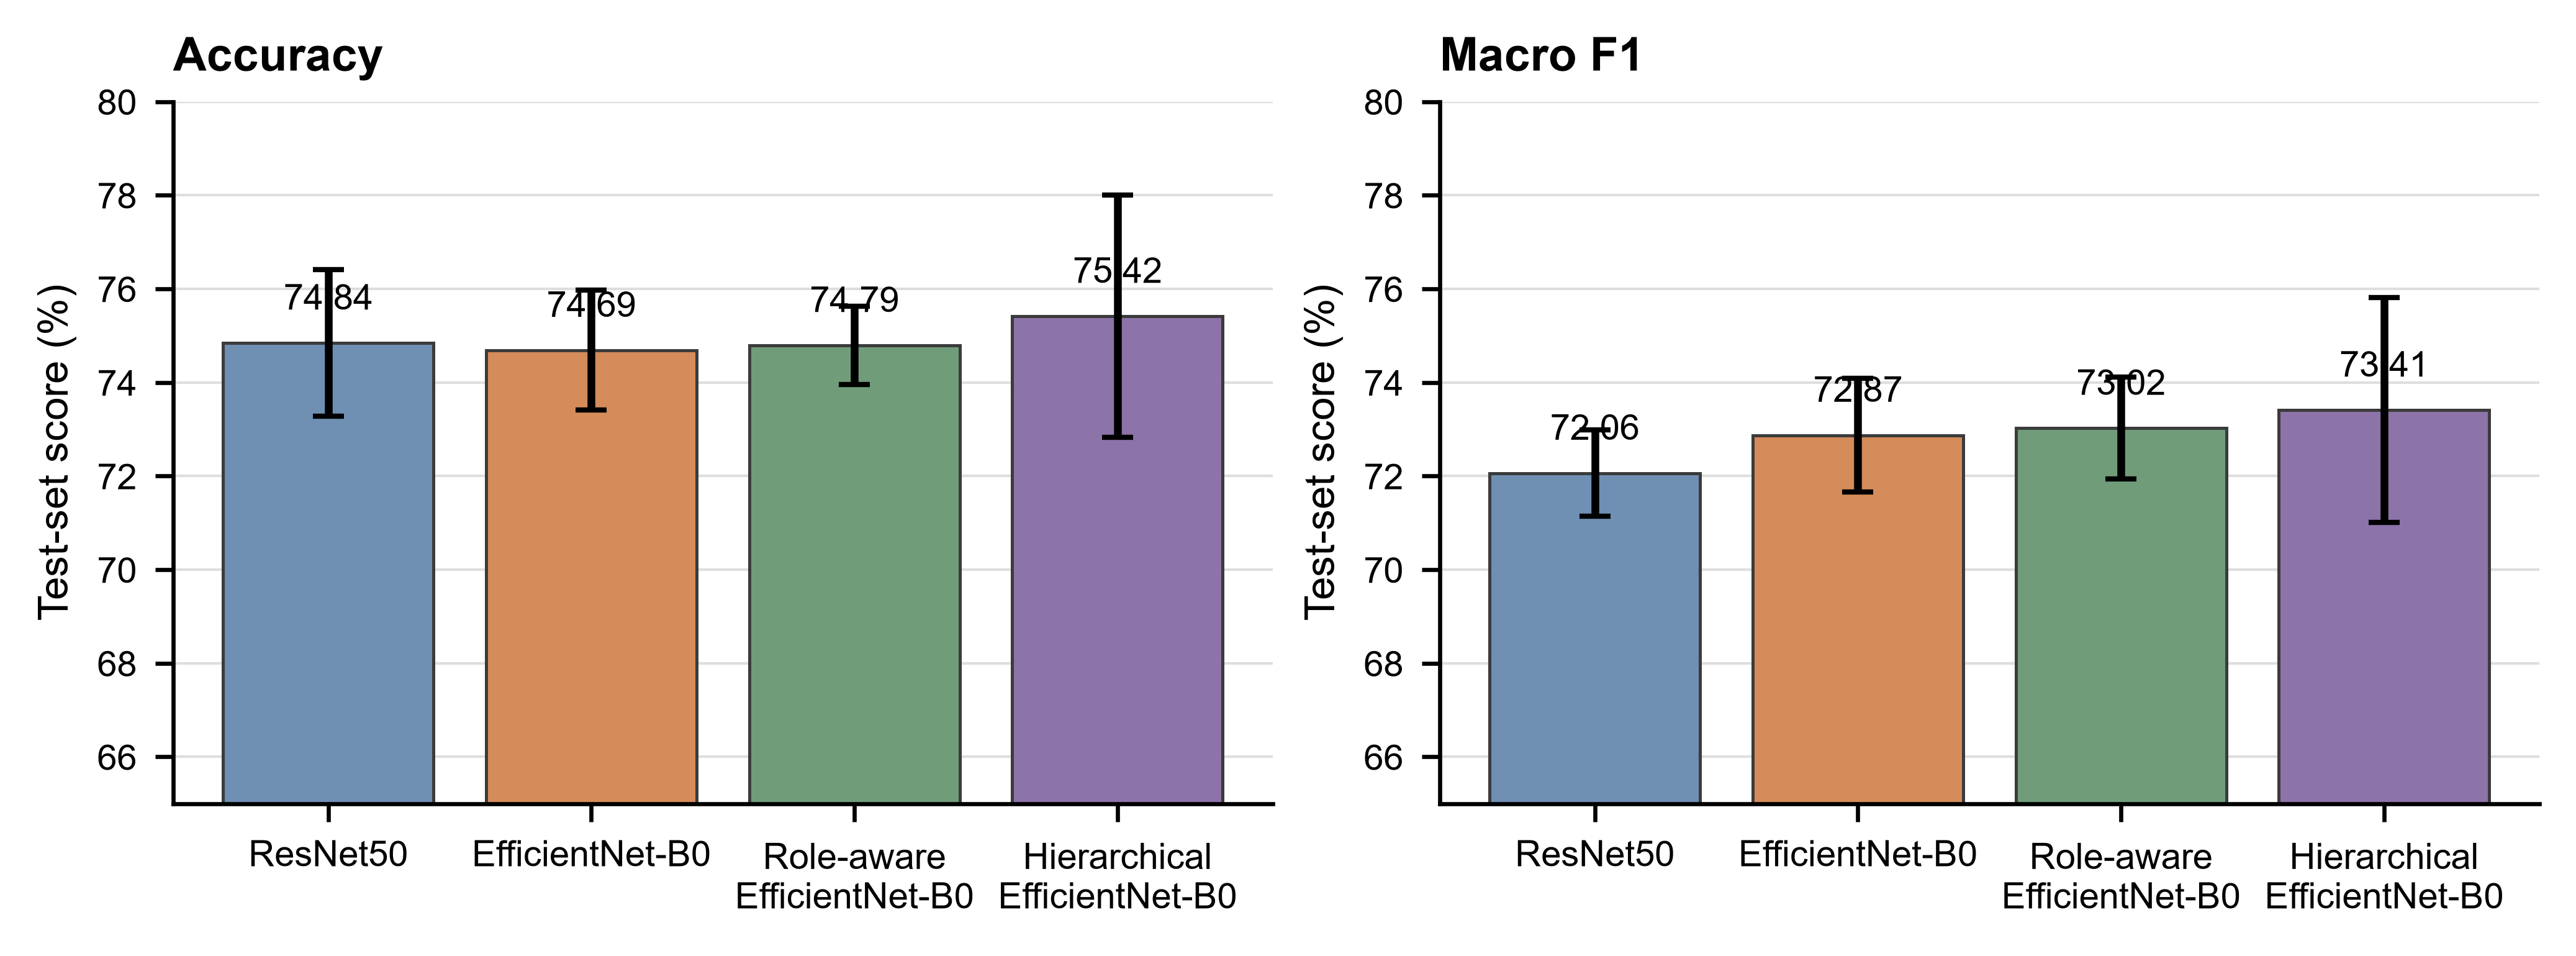 Accuracy
Test-set score (%)
80
78
76
74
72
70
68
66
74.84
74.69
74.79
75.42
ResNet50
EfficientNet-B0
Role-aware
EfficientNet-B0
Hierarchical
EfficientNet-B0
Macro F1
Test-set score (%)
80
78
76
74
72
70
68
66
72.06
72.87
73.02
73.41
ResNet50
EfficientNet-B0
Role-aware
EfficientNet-B0
Hierarchical
EfficientNet-B0